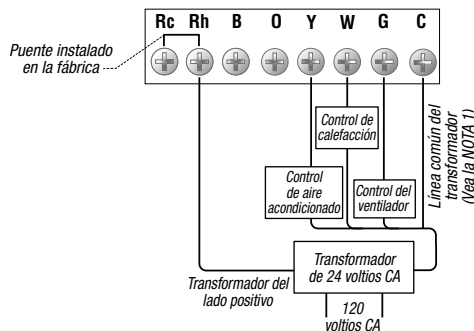 Rc Rh B O Y W G C
Puente instalado
en la fábrica
Control de
calefacción
Control
de aire
acondicionado
Control del
ventilador
Línea común del
transformador
(Vea la NOTA 1)
Transformador
de 24 voltios CA
Transformador del
lado positivo
120
voltios CA